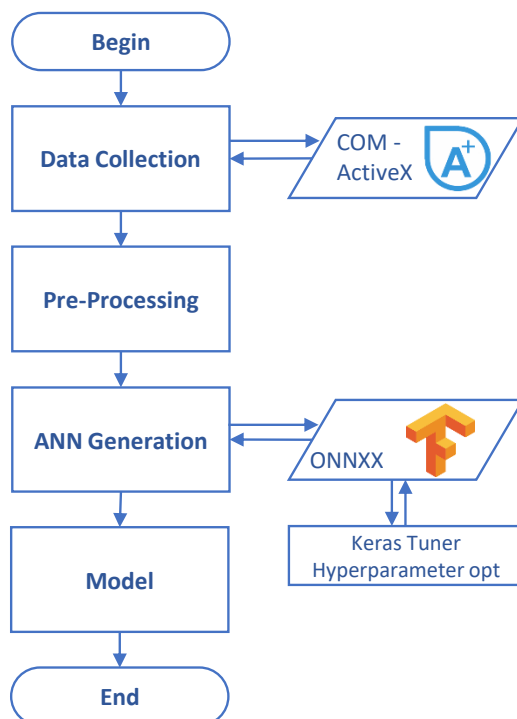 Begin
Data Collection
COM -
ActiveX
A+
Pre-Processing
ANN Generation
ONNXX
Keras Tuner
Hyperparameter opt
Model
End